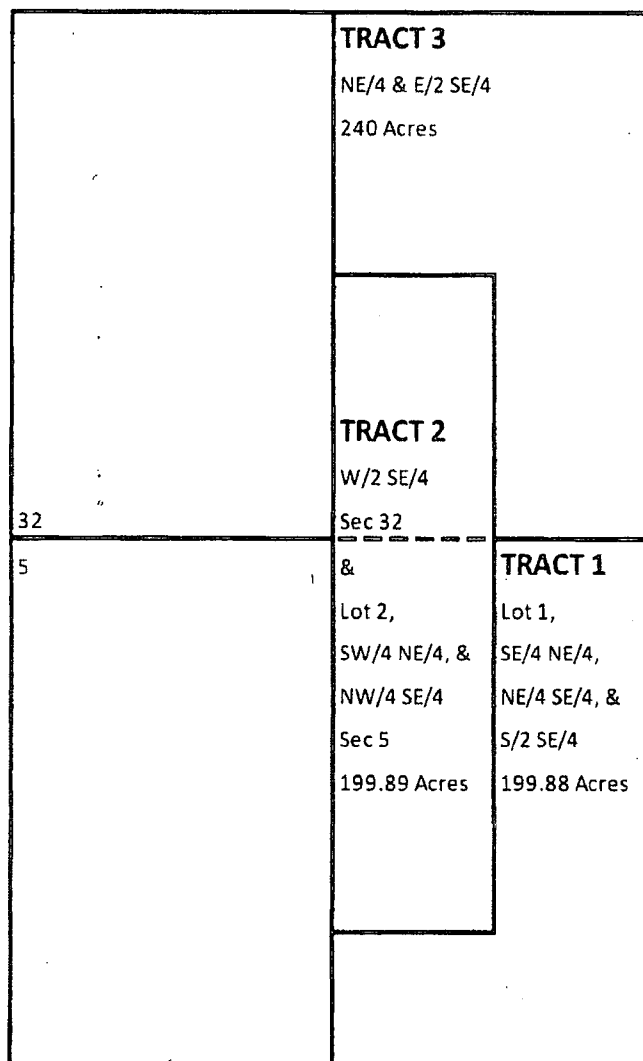 TRACT 3
NE/4 & E/2 SE/4
240 Acres
TRACT 2
W/2 SE/4
Sec 32
32
5
&
Lot 2,
SW/4 NE/4, &
NW/4 SE/4
Sec 5
199.89 Acres
TRACT 1
Lot 1,
SE/4 NE/4,
NE/4 SE/4, &
S/2 SE/4
199.88 Acres